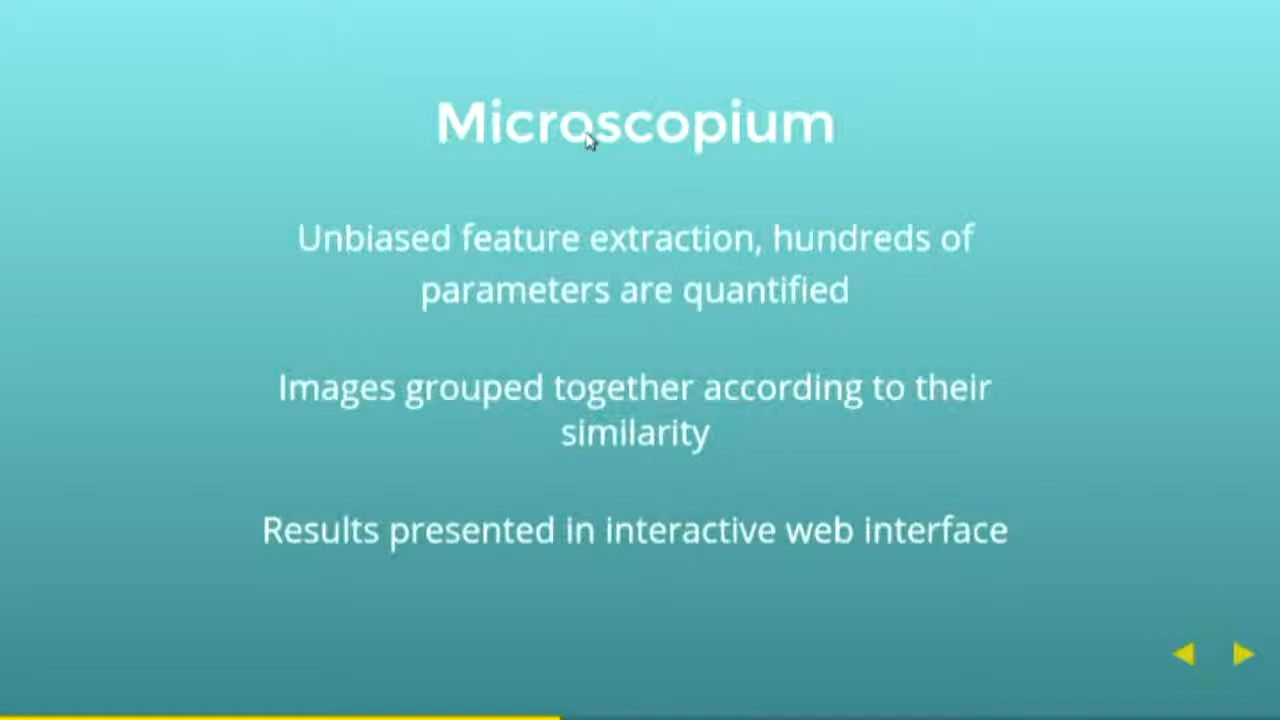 Microscopium
Unbiased feature extraction, hundreds of
parameters are quantified
Images grouped together according to their
similarity
Results presented in interactive web interface